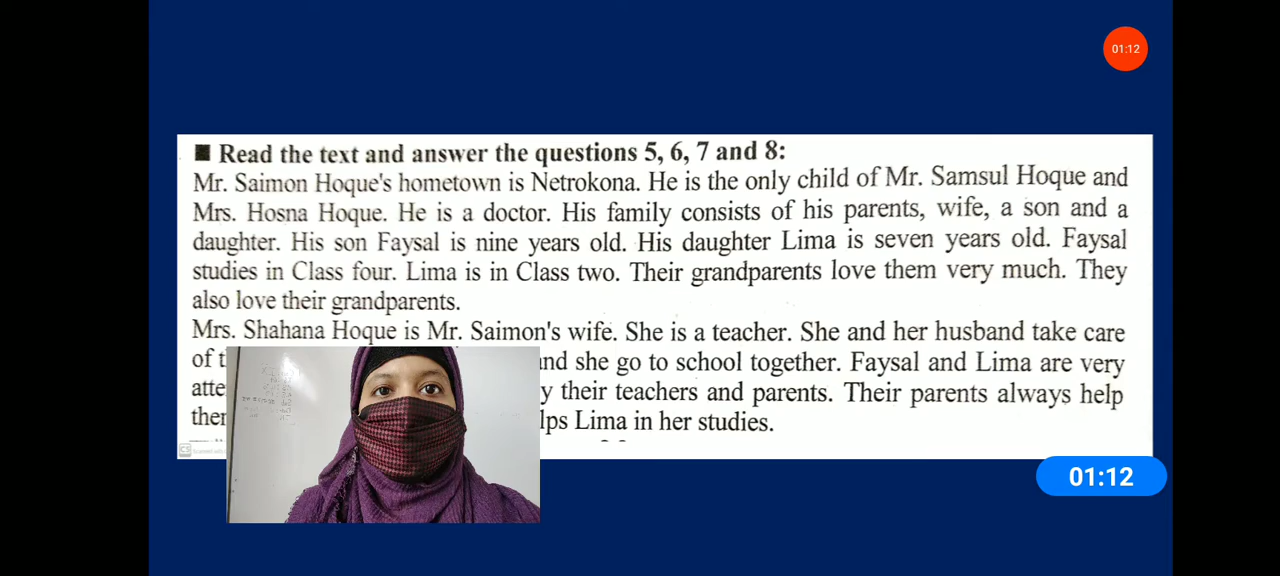 01:12
■ Read the text and answer the questions 5, 6, 7 and 8:
Mr. Saimon Hoque's hometown is Netrokona. He is the only child of Mr. Samsul Hoque and
Mrs. Hosna Hoque. He is a doctor. His family consists of his parents, wife, a son and a
daughter. His son Faysal is nine years old. His daughter Lima is seven years old. Faysal
studies in Class four. Lima is in Class two. Their grandparents love them very much. They
also love their grandparents.
Mrs. Shahana Hoque is Mr. Saimon's wife. She is a teacher. She and her husband take care
of she go to school together. Faysal and Lima are very
their teachers and parents. Their parents always help
Lima in her studies.
01:12